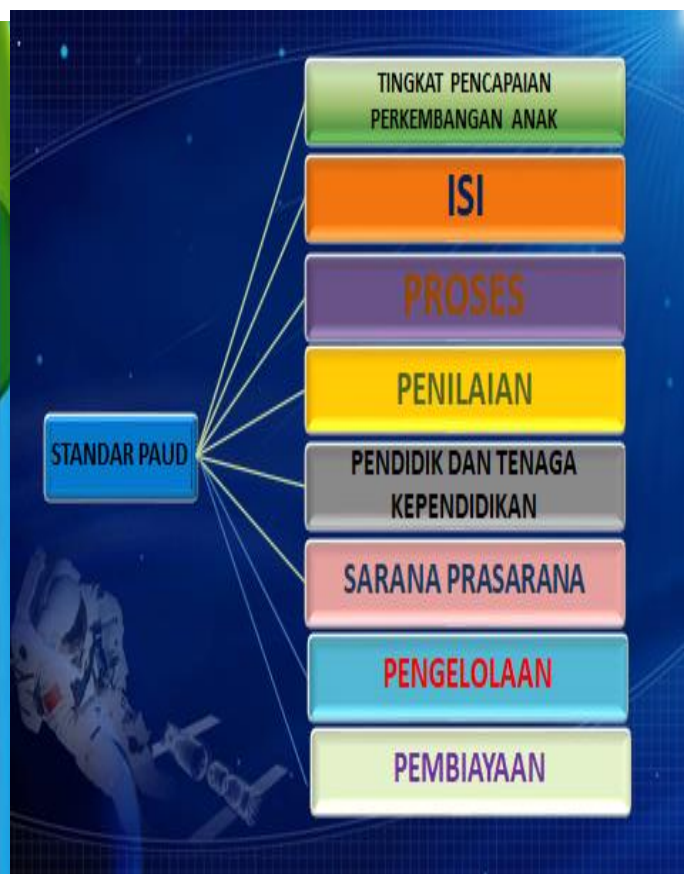 TINGKAT PENCAPAIAN
PERKEMBANGAN ANAK
ISI
PROSES
PENILAIAN
STANDAR PAUD
PENDIDIK DAN TENAGA
KEPENDIDIKAN
SARANA PRASARANA
PENGELOLAAN
PEMBIAYAAN